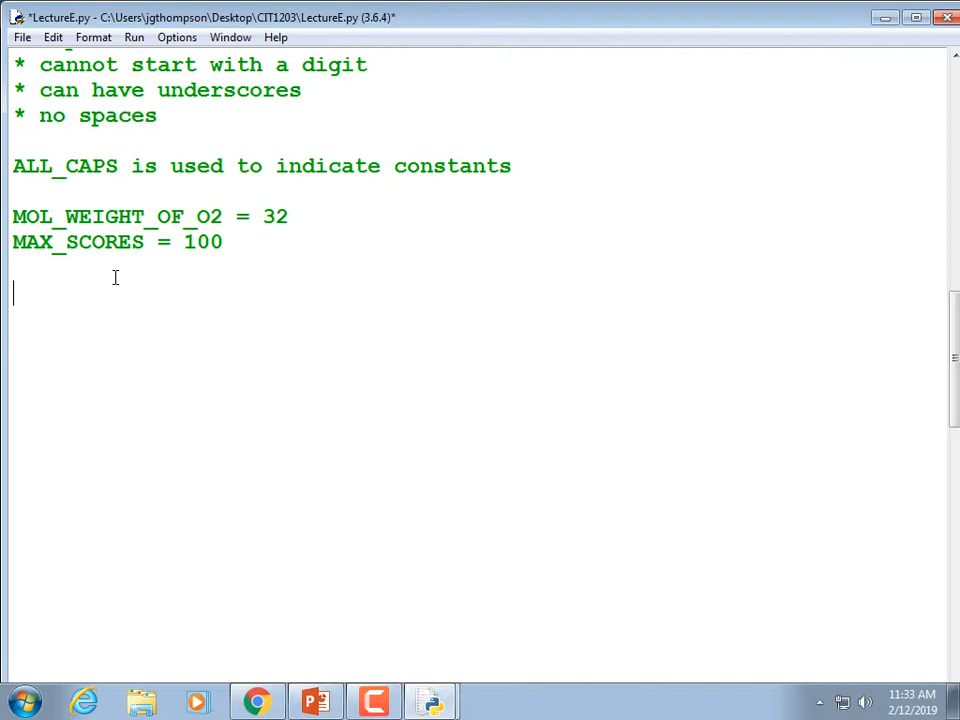 *LectureE.py - C:\Users\jgthompson\Desktop\CIT1203\LectureE.py (3.6.4)*
File Edit Format Run Options Window Help
* cannot start with a digit
* can have underscores
* no spaces
ALL_CAPS is used to indicate constants
MOL_WEIGHT_OF_O2 = 32
MAX_SCORES = 100
11:33 AM
2/12/2019